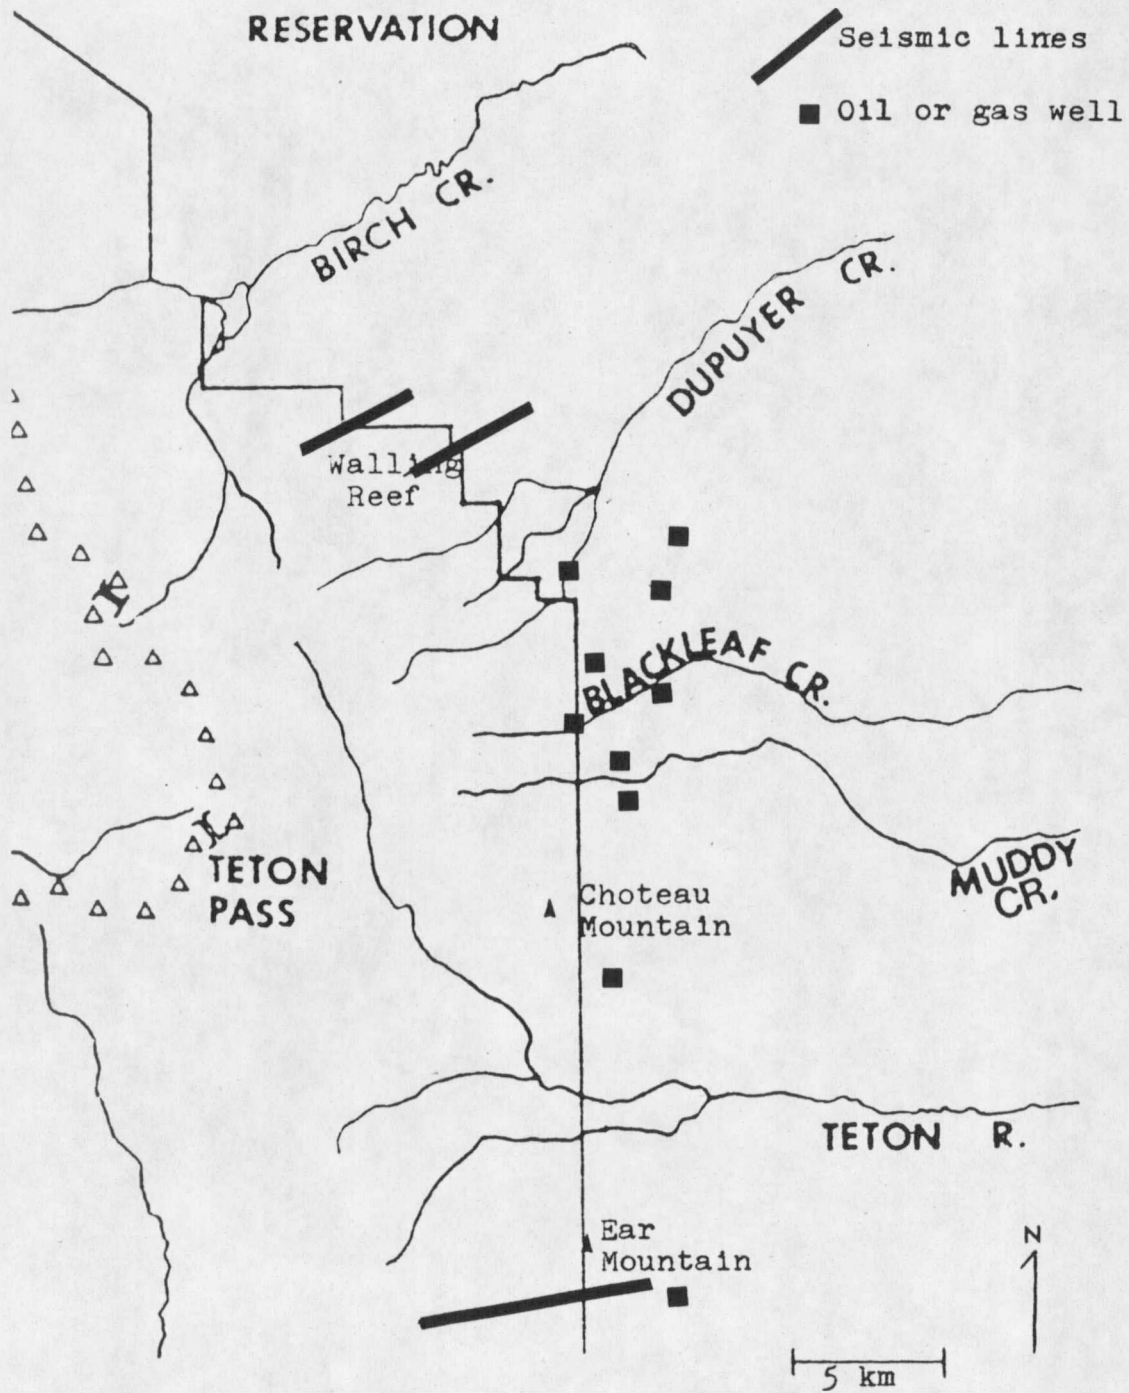 RESERVATION
Seismic lines
Oil or gas well
BIRCH CR.
DUPUYER CR.
Walling
Reef
BLACKLEAF CR.
TETON
PASS
MUDDY
CR.
Choteau
Mountain
TETON R.
Ear
Mountain
N
5 km